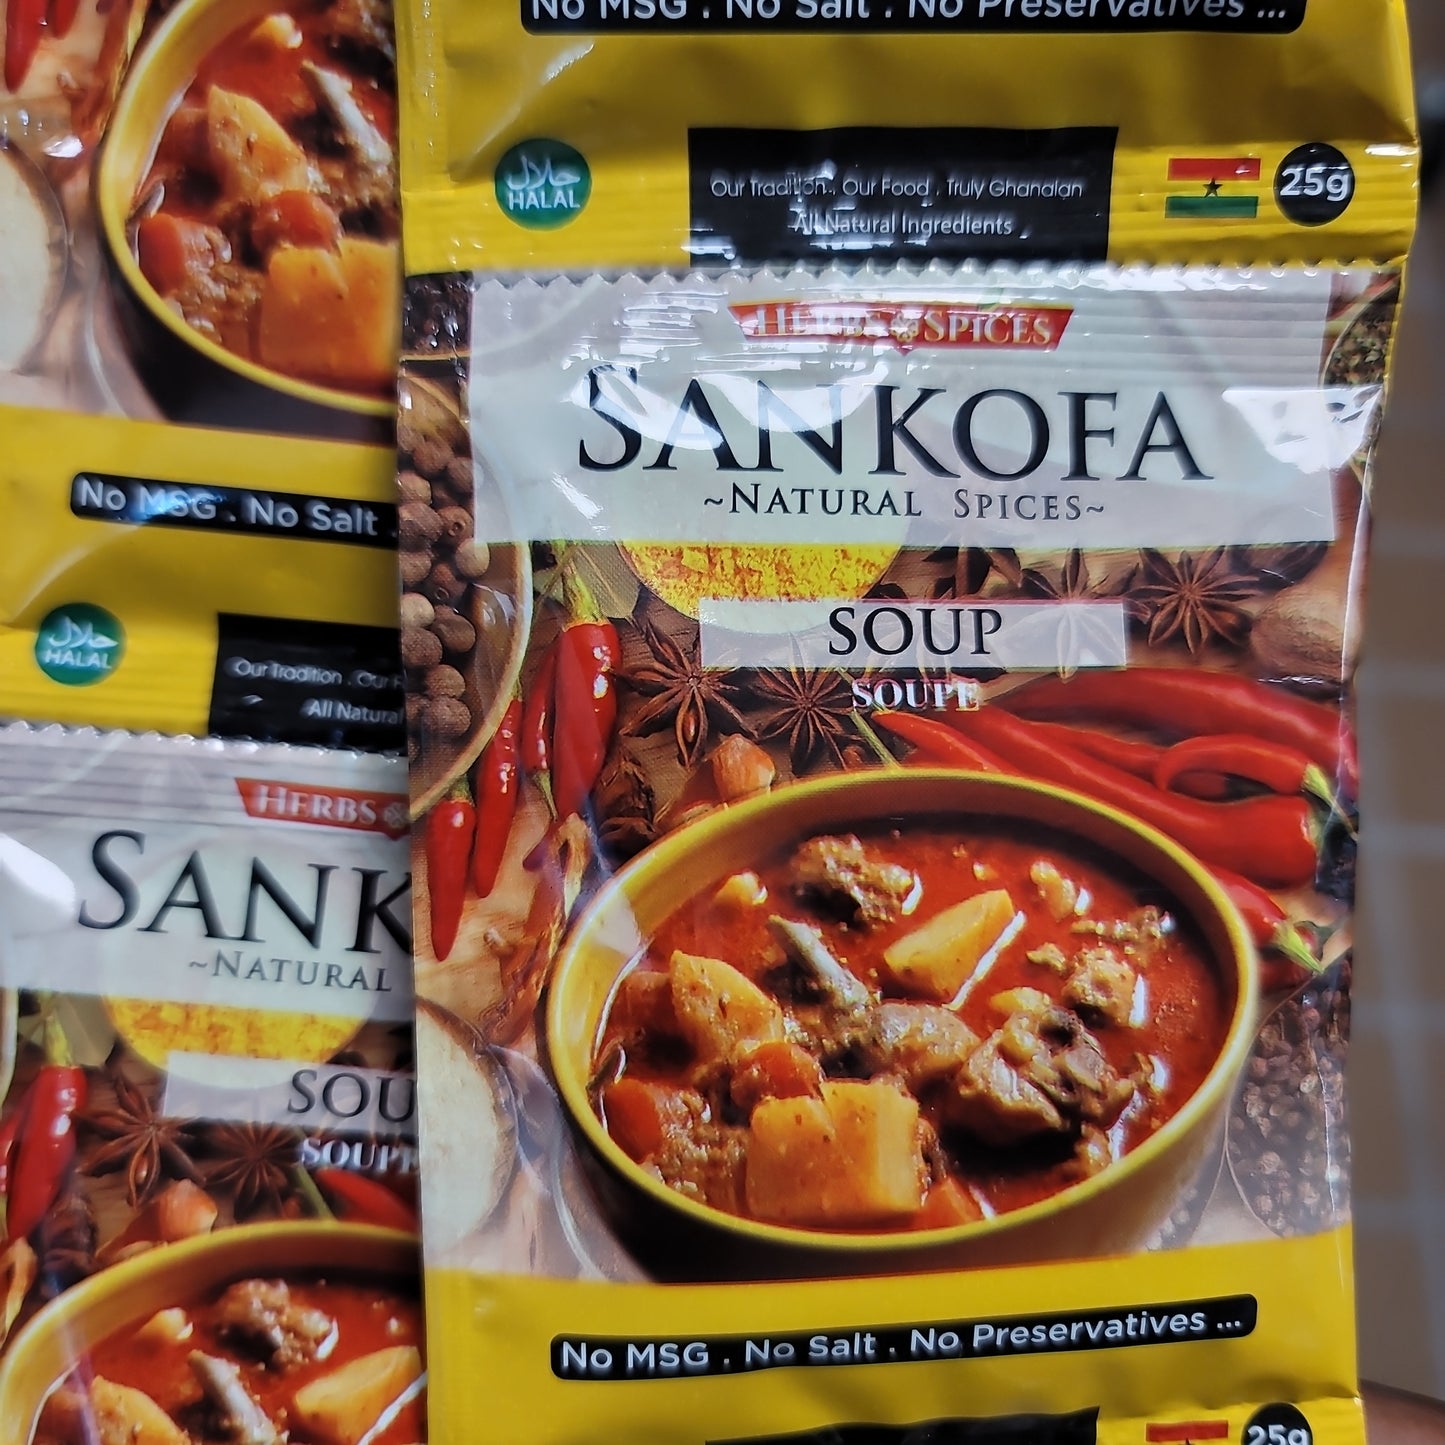 No MSG . No Salt . No Preservatives ...
حلال
HALAL
Our Tradition . Our Food . Truly Ghanaian
All Natural Ingredients
25g
HERBS & SPICES
SANKOFA
~NATURAL SPICES~
SOUP
SOUPE
No MSG . No Salt . No Preservatives ...
25g
No MSG . No Salt .
حلال
HALAL
Our Tradition . Our
All Natural
HERBS &
SANK
~NATURAL
SOU
SOUP